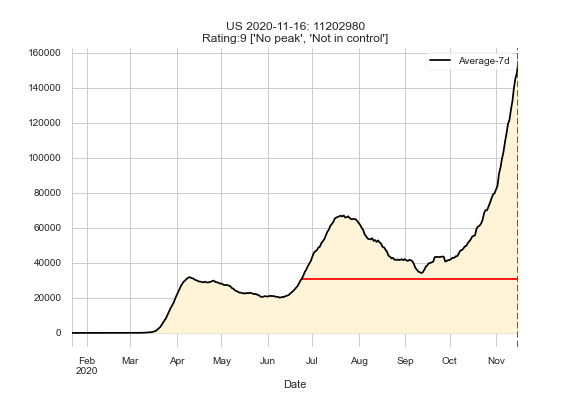 US 2020-11-16: 11202980
Rating:9 ['No peak', 'Not in control']
Average-7d
160000
140000
120000
100000
80000
60000
40000
20000
0
Feb Mar Apr May Jun Jul Aug Sep Oct Nov
2020
Date